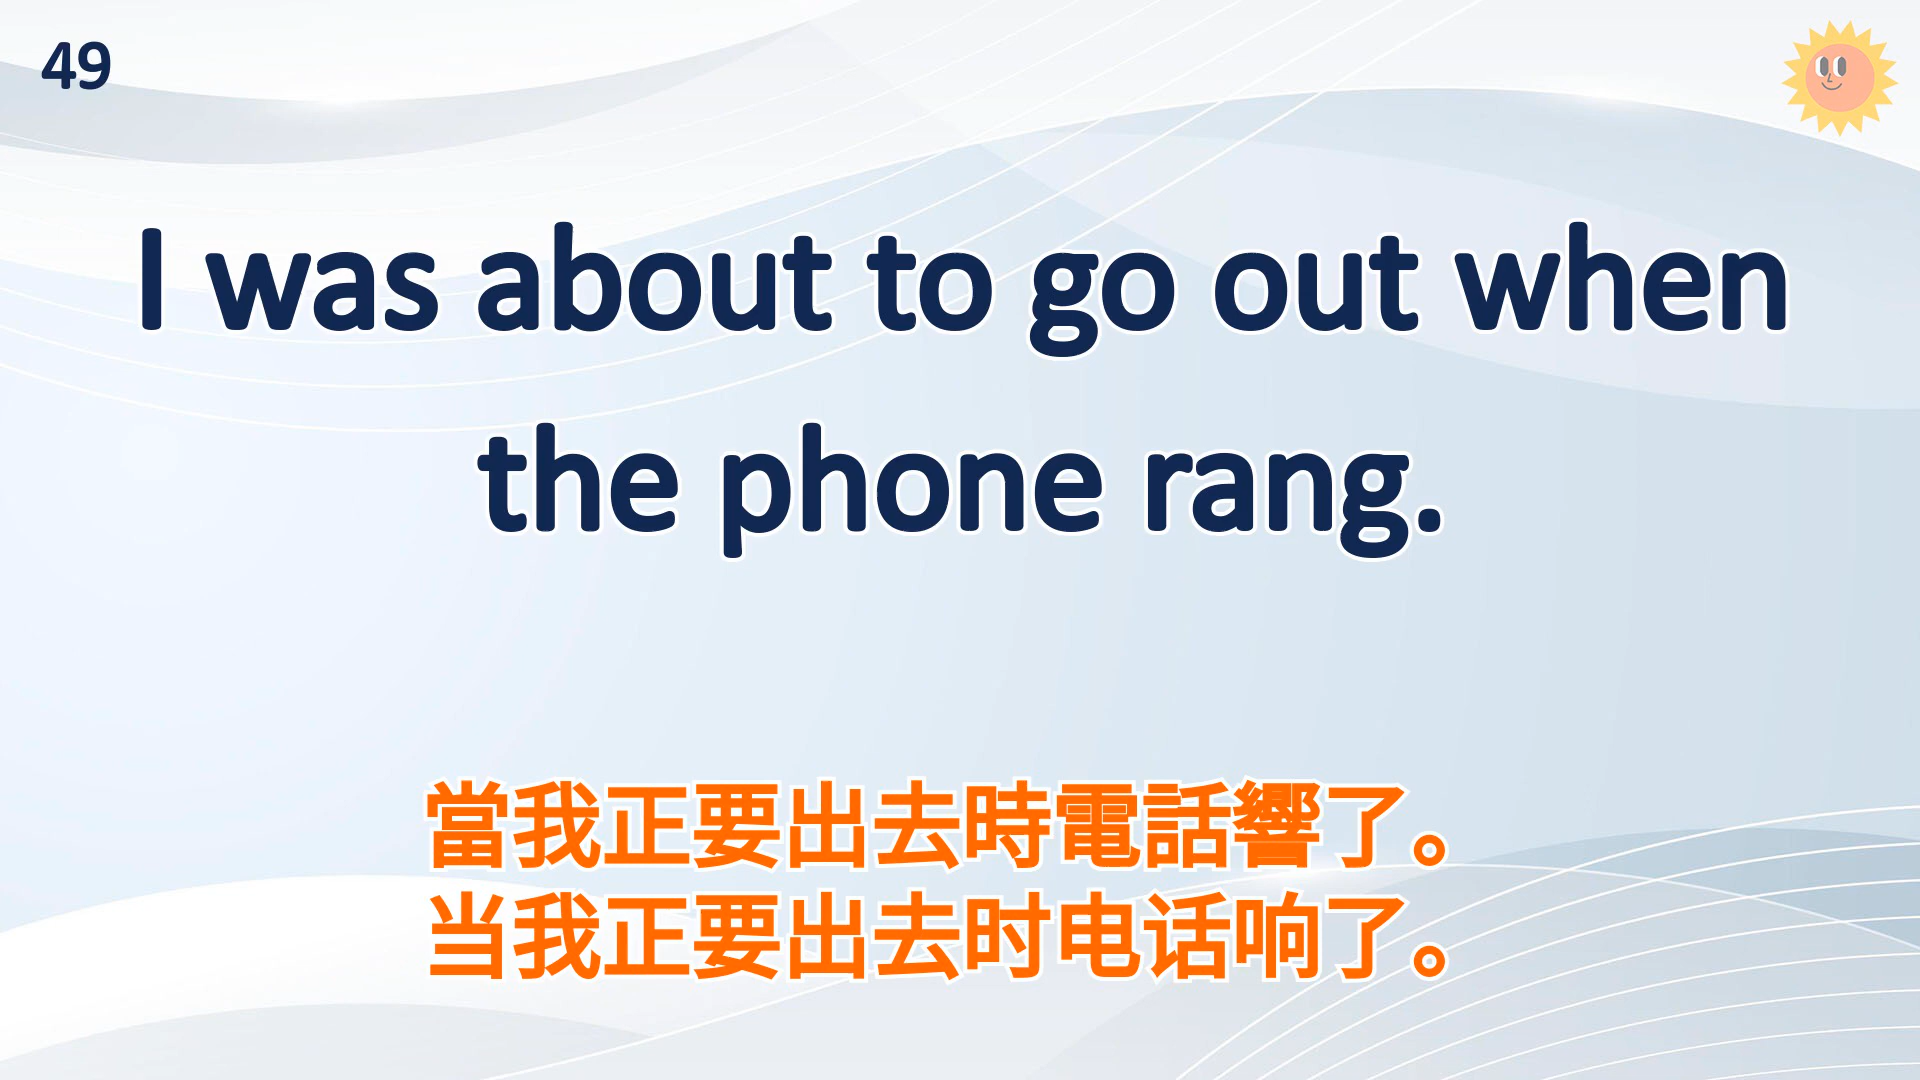 49
I was about to go out when
the phone rang.
當我正要出去時電話響了。
当我正要出去时电话响了。